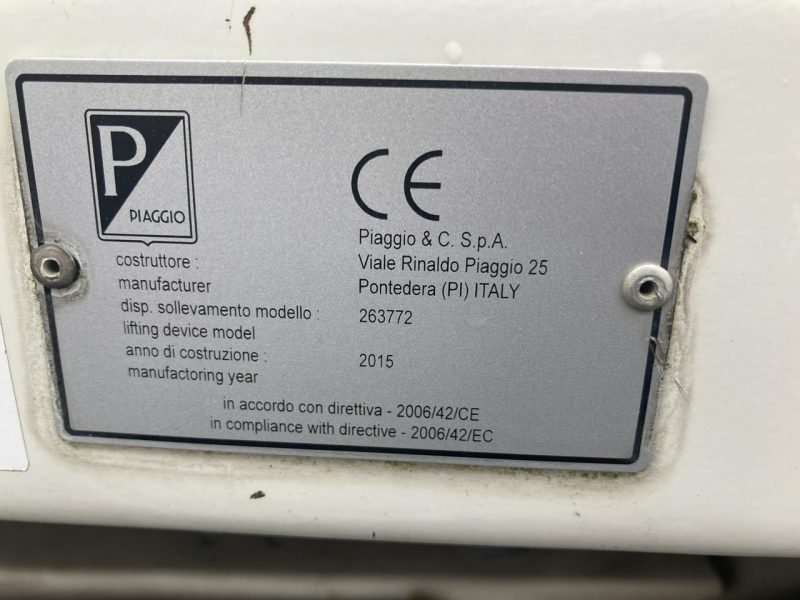 P
PIAGGIO
CE
costruttore :
manufacturer
Piaggio & C. S.p.A.
Viale Rinaldo Piaggio 25
Pontedera (PI) ITALY
disp. sollevamento modello : 263772
lifting device model
anno di costruzione : 2015
manufactoring year
in accordo con direttiva - 2006/42/CE
in compliance with directive - 2006/42/EC